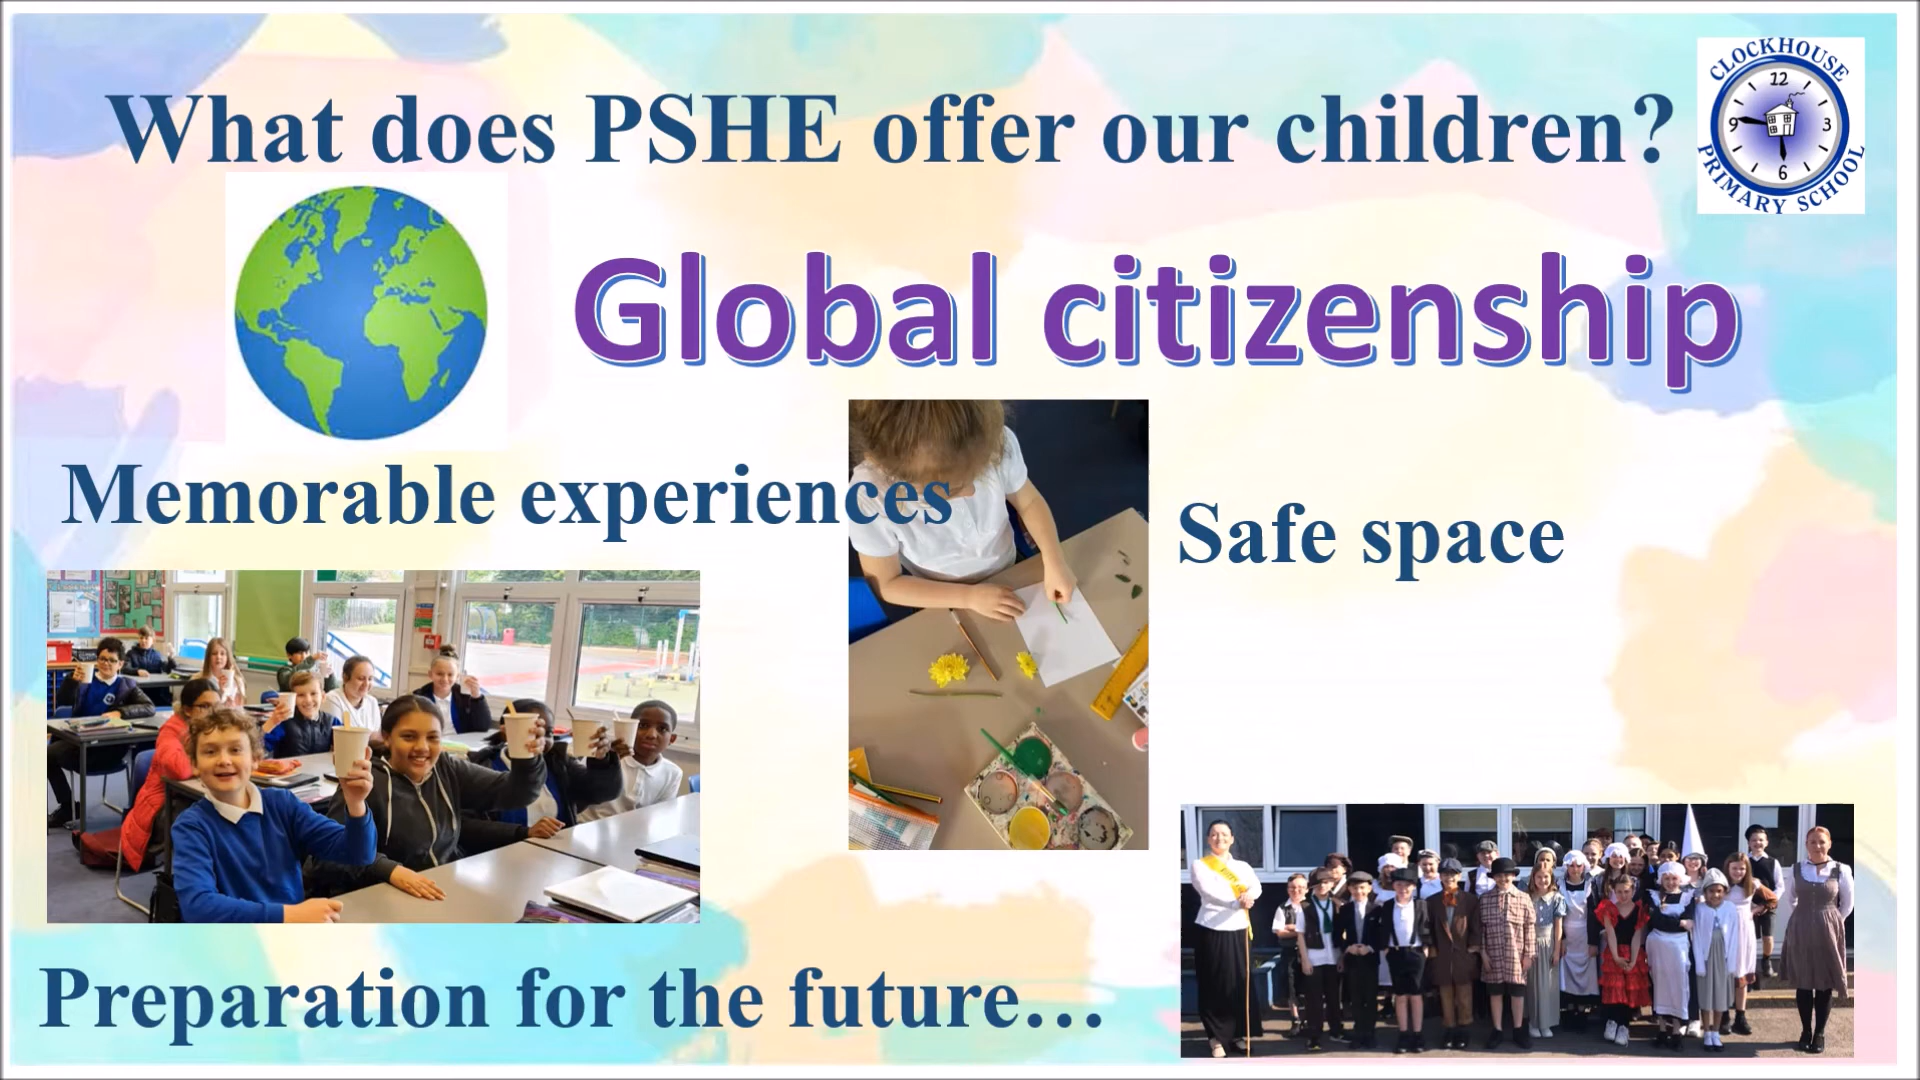 What does PSHE offer our children?
CLOCKHOUSE
12
9
3
6
PRIMARY SCHOOL
Global citizenship
Memorable experiences
Safe space
Preparation for the future…